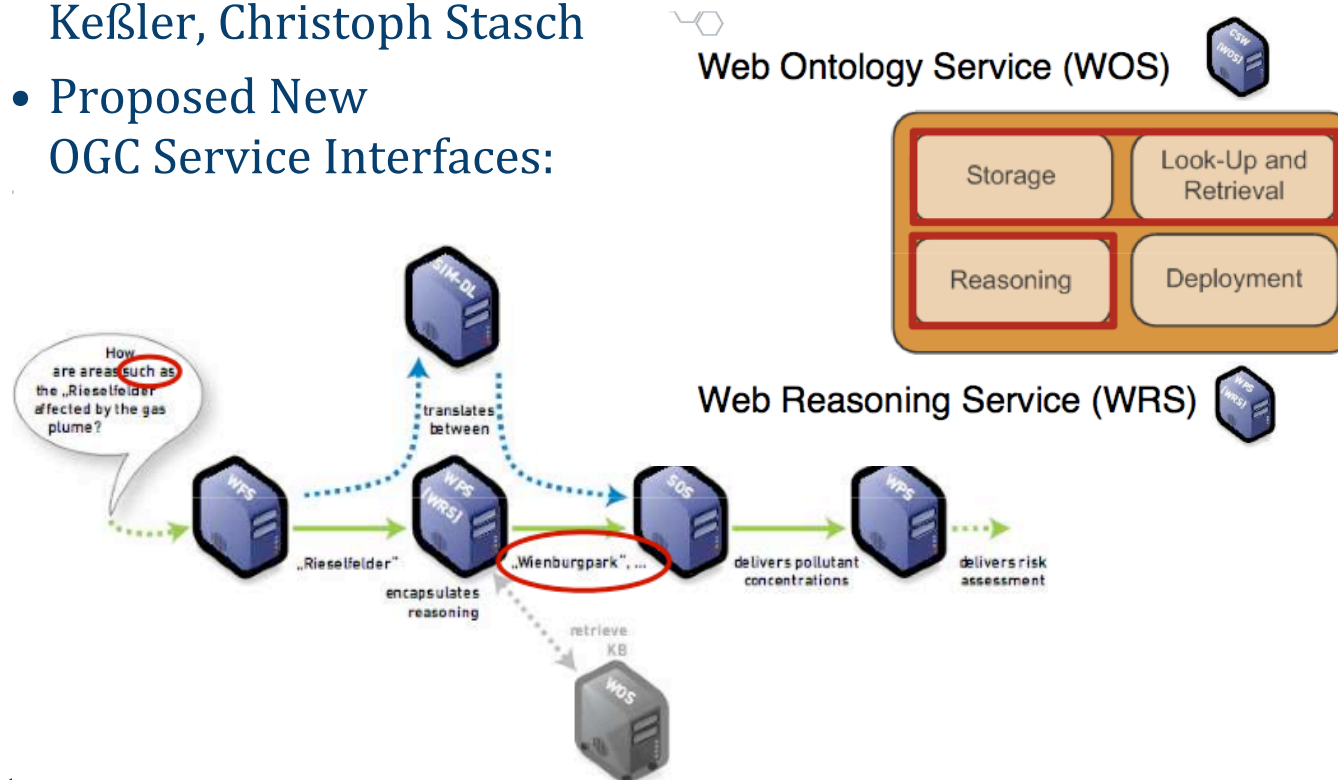 Keßler, Christoph Stasch
• Proposed New
OGC Service Interfaces:
Web Ontology Service (WOS)
CSW
(WOS)
Storage
Look-Up and
Retrieval
Reasoning
Deployment
Web Reasoning Service (WRS)
WPS
(WRS)
SIM-DL
How
are areas such as
the „Rieselfelder
affected by the gas
plume?
translates
between
WFS
WPS
(WRS)
SOS
WPS
„Rieselfelder"
„Wienburgpark", ...
delivers pollutant
concentrations
delivers risk
assessment
encapsulates
reasoning
retrieve
KB
WOS